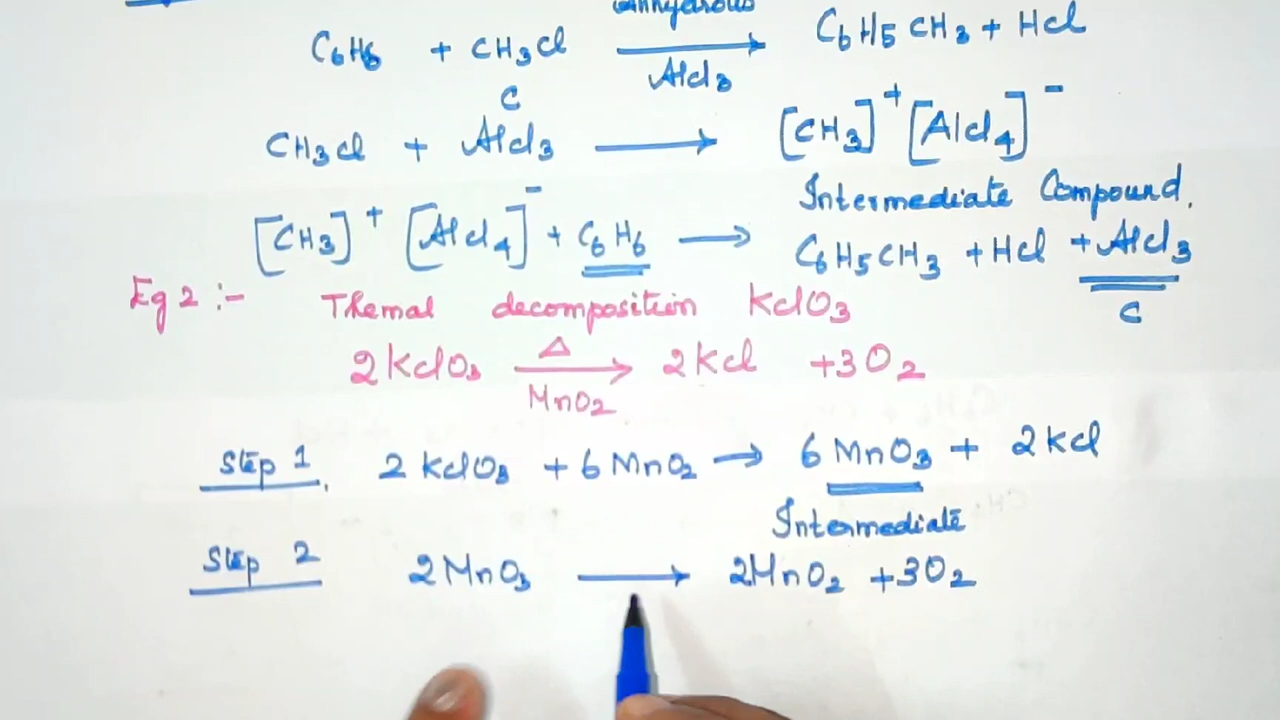 anhydrous
C6H6 + CH3Cl ⟶ C6H5CH3 + HCl
AlCl3
C
CH3Cl + AlCl3 ⟶ [CH3]+ [AlCl4]-
Intermediate Compound.
[CH3]+ [AlCl4]- + C6H6 ⟶ C6H5CH3 + HCl + AlCl3
C
Eg 2 :- Themal decomposition KClO3
2KClO3 ⟶ 2KCl +3O2
Δ
MnO2
Step 1. 2KClO3 + 6MnO2 ⟶ 6MnO3 + 2KCl
Intermediate
Step 2 2MnO3 ⟶ 2MnO2 +3O2